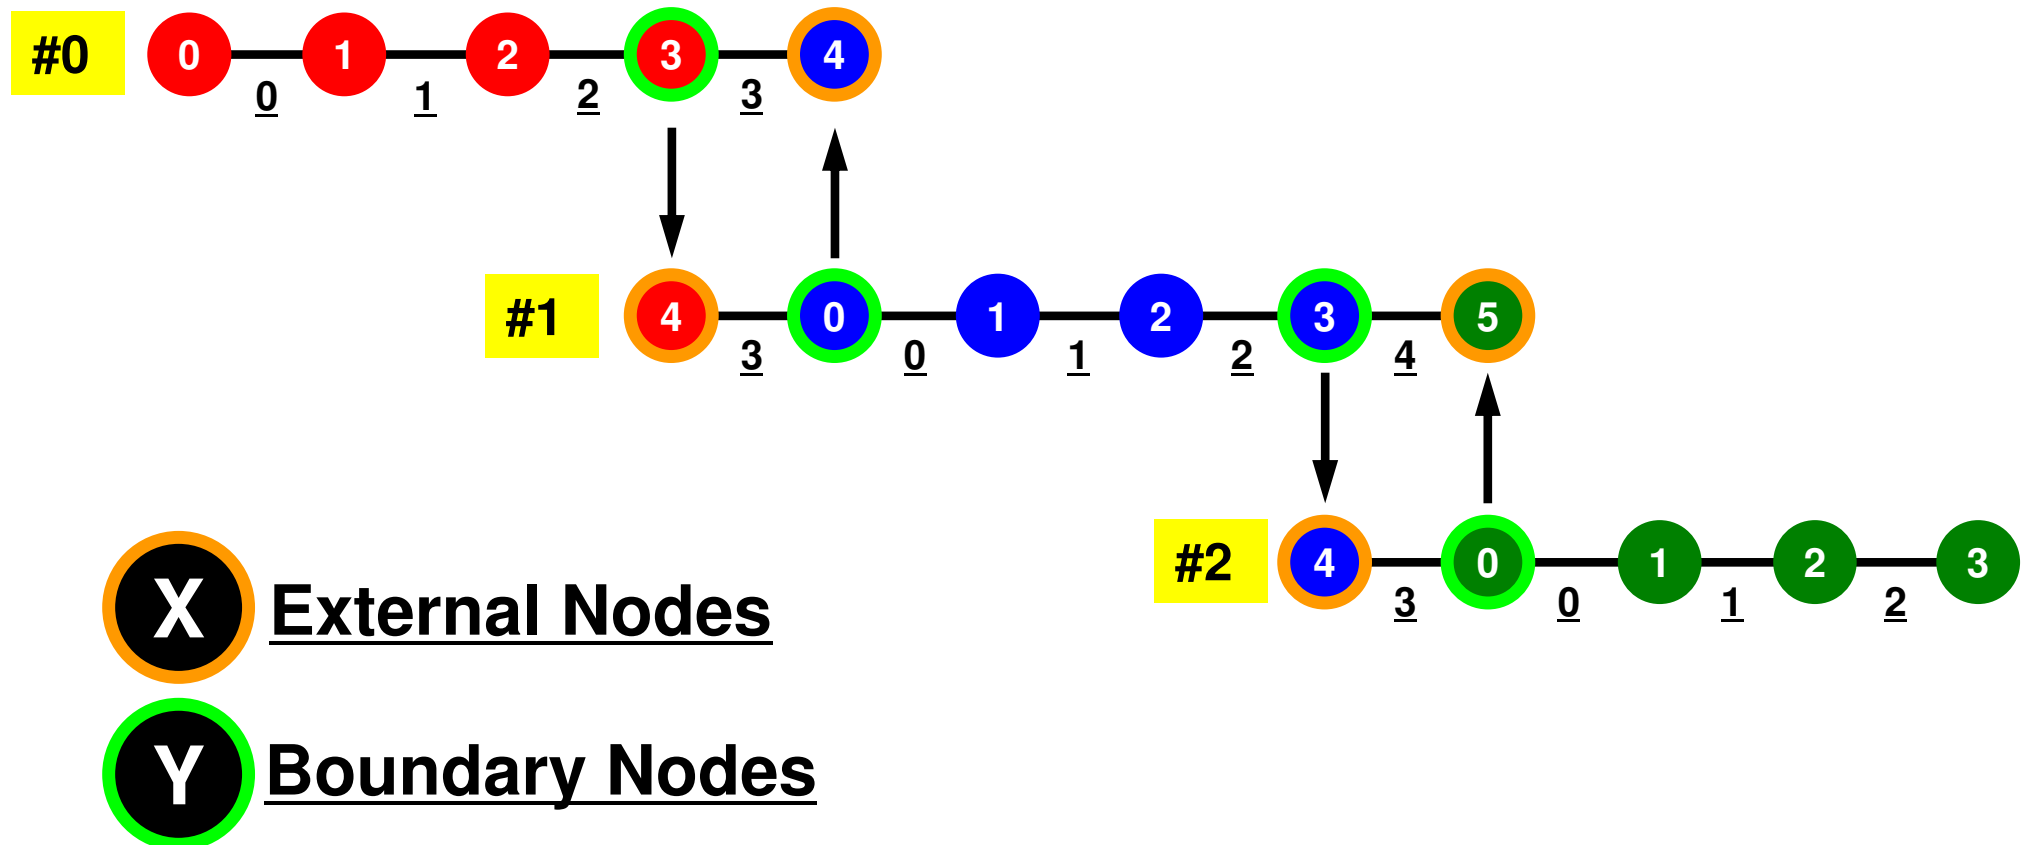 #0 0 1 2 3 4
0 1 2 3
#1 4 0 1 2 3 5
3 0 1 2 4
#2 4 0 1 2 3
3 0 1 2
X External Nodes
Y Boundary Nodes